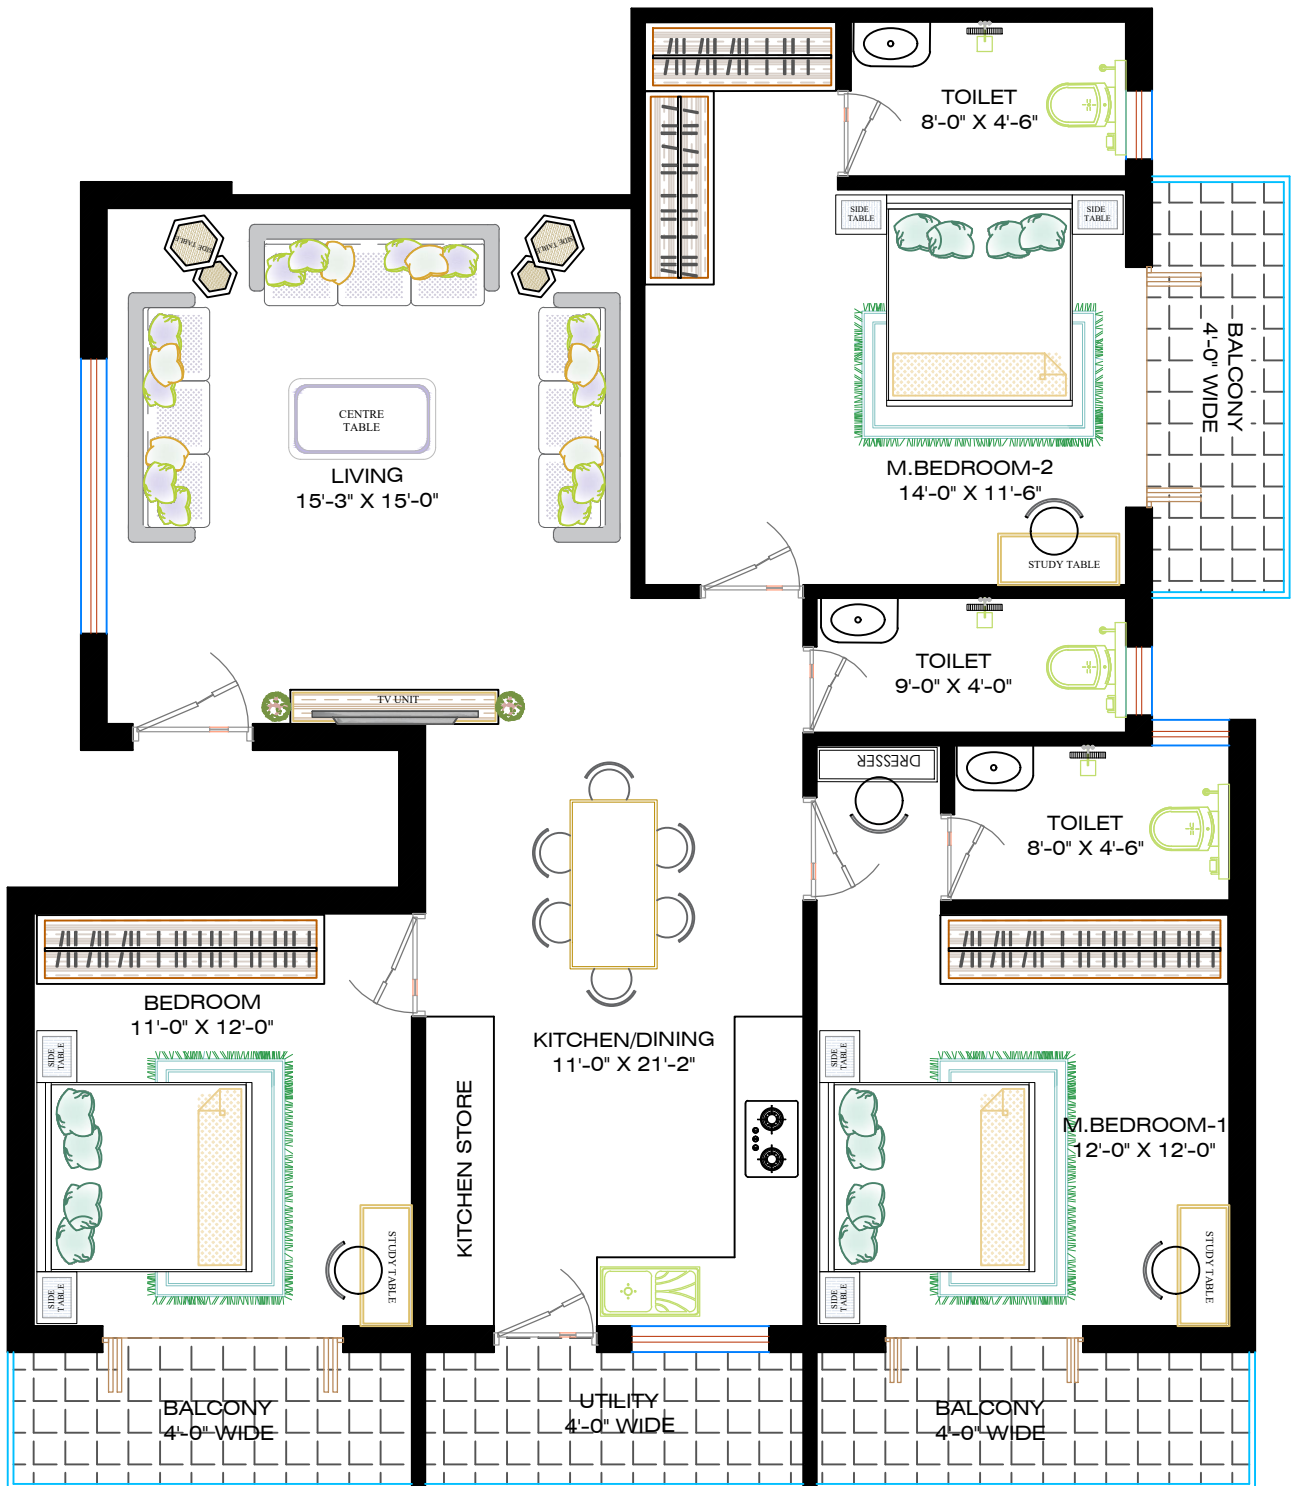 TOILET
8'-0" X 4'-6"
SIDE
TABLE
SIDE
TABLE
SIDE TABLE
SIDE TABLE
BALCONY
4'-0" WIDE
CENTRE
TABLE
LIVING
15'-3" X 15'-0"
M.BEDROOM-2
14'-0" X 11'-6"
STUDY TABLE
TOILET
9'-0" X 4'-0"
TV UNIT
DRESSER
TOILET
8'-0" X 4'-6"
BEDROOM
11'-0" X 12'-0"
KITCHEN/DINING
11'-0" X 21'-2"
SIDE
TABLE
SIDE
TABLE
KITCHEN STORE
M.BEDROOM-1
12'-0" X 12'-0"
STUDY TABLE
STUDY TABLE
SIDE
TABLE
SIDE
TABLE
BALCONY
4'-0" WIDE
UTILITY
4'-0" WIDE
BALCONY
4'-0" WIDE